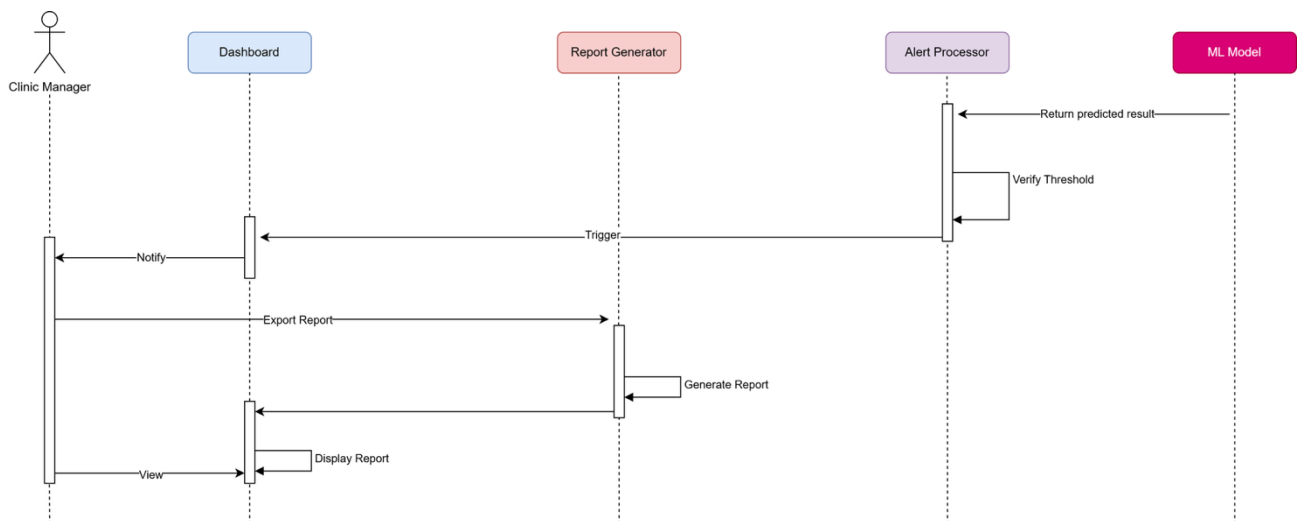 Clinic Manager
Dashboard
Report Generator
Alert Processor
ML Model
Return predicted result
Verify Threshold
Trigger
Notify
Export Report
Generate Report
Display Report
View